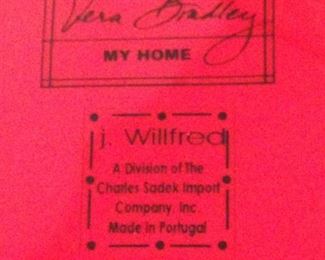 Vera Bradley
MY HOME
j. Willfred
A Division of The
Charles Sadek Import
Company, Inc.
Made in Portugal